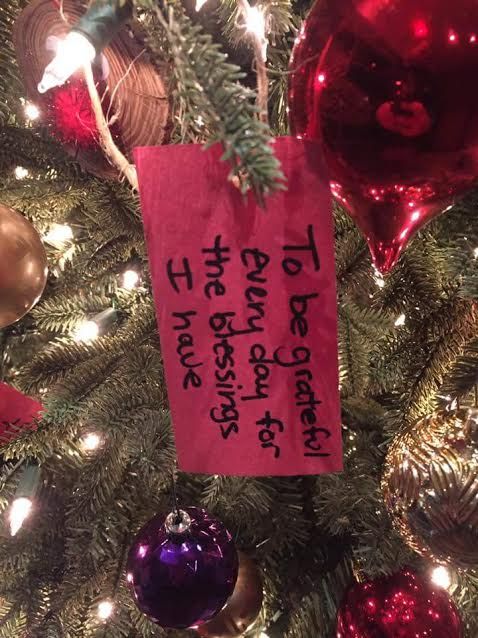 To be grateful
every day for
the blessings
I have